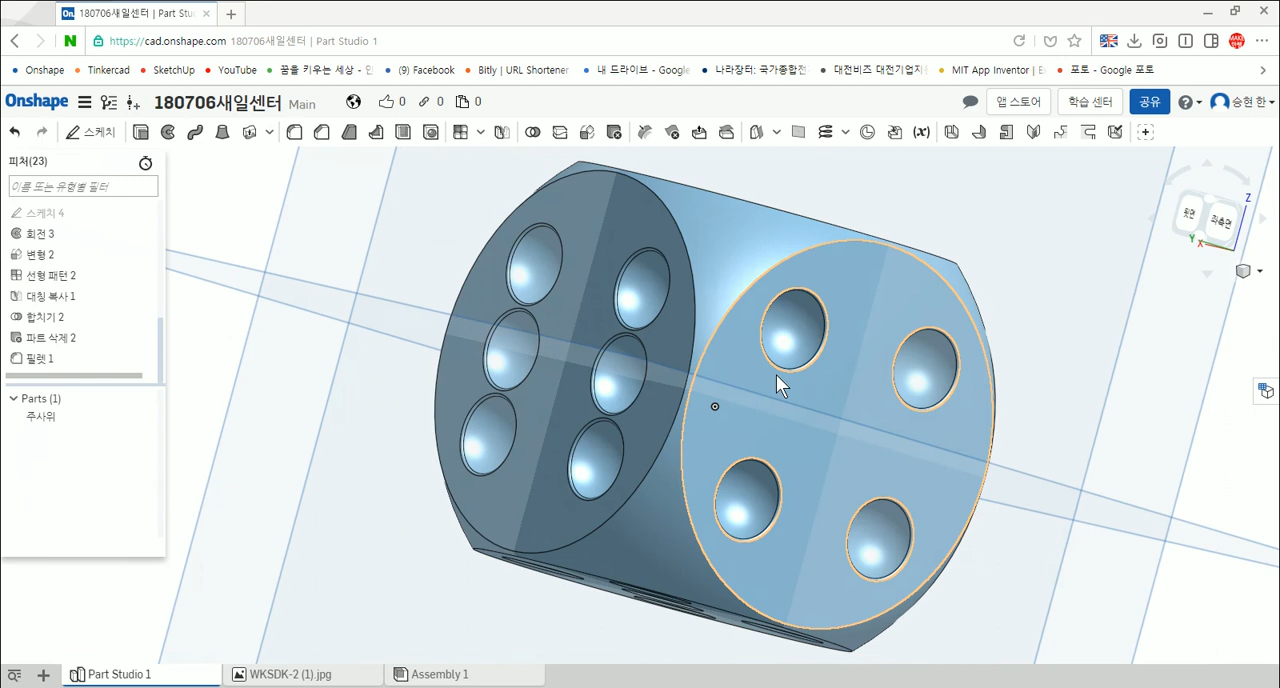 On 180706새일센터 | Part Stu × +
N https://cad.onshape.com 180706새일센터 | Part Studio 1
Onshape Tinkercad SketchUp YouTube 꿈을 키우는 세상 - 인 (9) Facebook Bitly | URL Shortener 내 드라이브 - Google 나라장터: 국가종합전 대전비즈 대전기업지 MIT App Inventor | E 포토 - Google 포토
Onshape 180706새일센터 Main 0 0 0 앱 스토어 학습 센터 공유 승현 한
스케치 (x)
피처(23)
이름 또는 유형별 필터
스케치 4
회전 3
변형 2
선형 패턴 2
대칭 복사 1
합치기 2
파트 삭제 2
필렛 1
Parts (1)
주사위
Z
뒷면 좌측면
Y X
Part Studio 1 WKSDK-2 (1).jpg Assembly 1